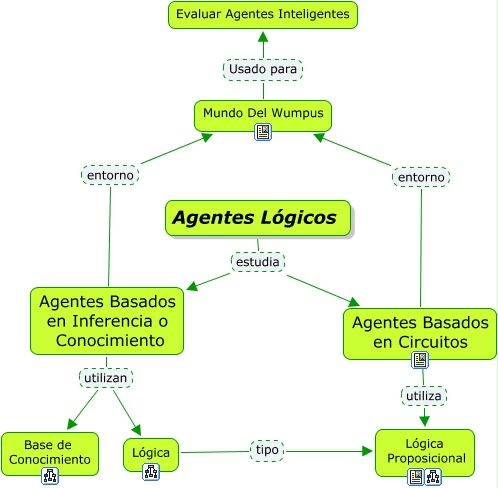 Evaluar Agentes Inteligentes
Usado para
Mundo Del Wumpus
entorno
entorno
Agentes Lógicos
estudia
Agentes Basados
en Inferencia o
Conocimiento
Agentes Basados
en Circuitos
utilizan
utiliza
Base de
Conocimiento
Lógica
tipo
Lógica
Proposicional